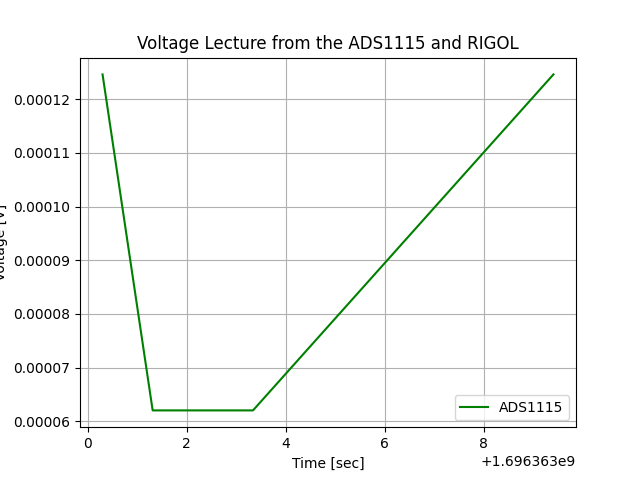 Voltage Lecture from the ADS1115 and RIGOL
0.00012
0.00011
0.00010
0.00009
0.00008
0.00007
0.00006
Voltage [V]
ADS1115
0 2 4 6 8
Time [sec]
+1.696363e9